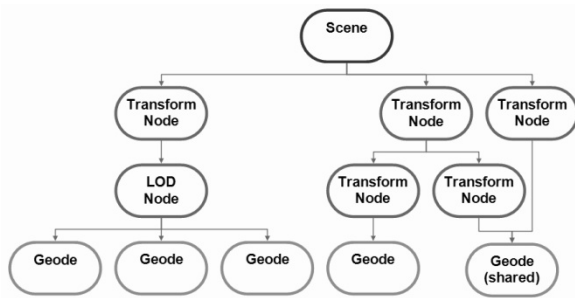 Scene
Transform
Node
Transform
Node
Transform
Node
LOD
Node
Transform
Node
Transform
Node
Geode
Geode
Geode
Geode
Geode
(shared)